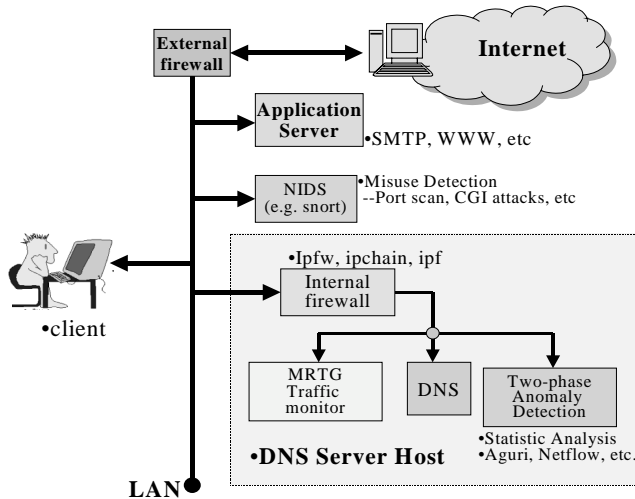 External
firewall
Internet
Application
Server
•SMTP, WWW, etc
NIDS
(e.g. snort)
•Misuse Detection
--Port scan, CGI attacks, etc
•client
•Ipfw, ipchain, ipf
Internal
firewall
MRTG
Traffic
monitor
DNS
Two-phase
Anomaly
Detection
•Statistic Analysis
•Aguri, Netflow, etc.
•DNS Server Host
LAN